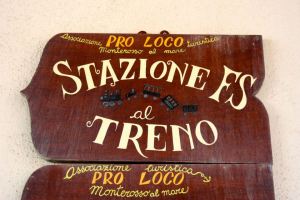 Associazione PRO LOCO turistica
Monterosso al mare
STAZIONE FS
al
TRENO
Associazione turistica
PRO LOCO
Monterosso al mare